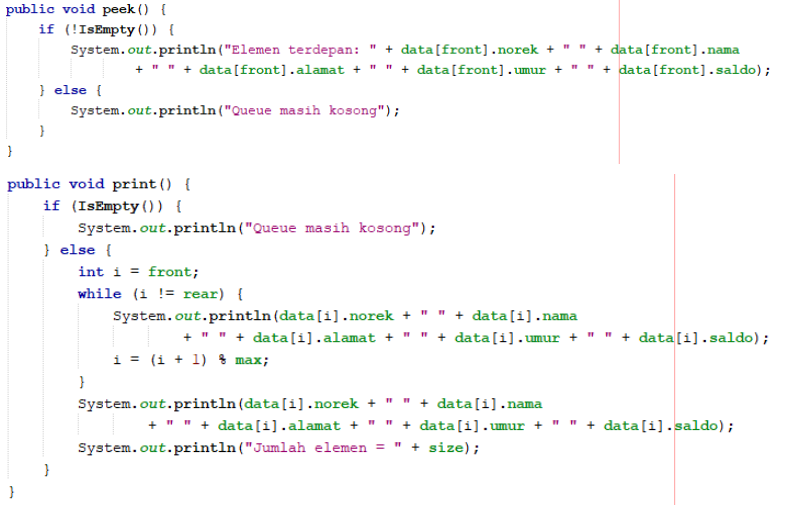 public void peek() {
    if (!IsEmpty()) {
        System.out.println("Elemen terdepan: " + data[front].norek + " " + data[front].nama
                + " " + data[front].alamat + " " + data[front].umur + " " + data[front].saldo);
    } else {
        System.out.println("Queue masih kosong");
    }
}
public void print() {
    if (IsEmpty()) {
        System.out.println("Queue masih kosong");
    } else {
        int i = front;
        while (i != rear) {
            System.out.println(data[i].norek + " " + data[i].nama
                    + " " + data[i].alamat + " " + data[i].umur + " " + data[i].saldo);
            i = (i + 1) % max;
        }
        System.out.println(data[i].norek + " " + data[i].nama
                + " " + data[i].alamat + " " + data[i].umur + " " + data[i].saldo);
        System.out.println("Jumlah elemen = " + size);
    }
}